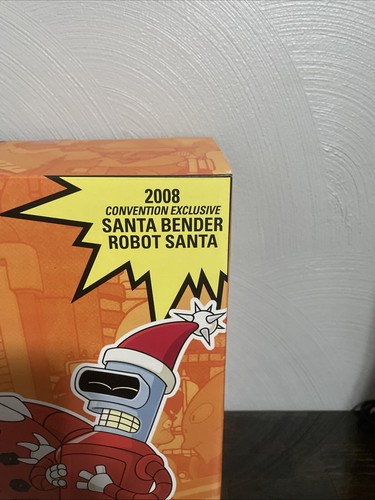 2008
CONVENTION EXCLUSIVE
SANTA BENDER
ROBOT SANTA